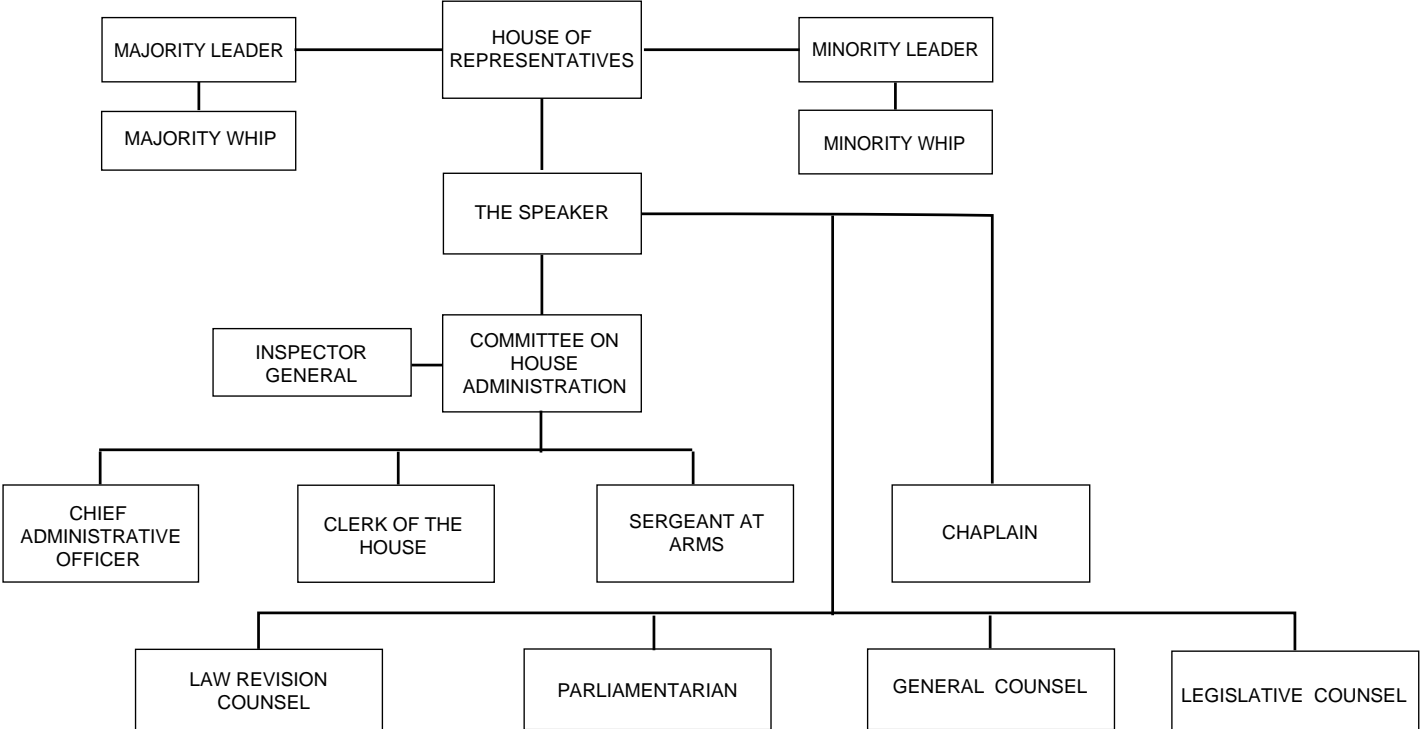 HOUSE OF
REPRESENTATIVES
MAJORITY LEADER
MINORITY LEADER
MAJORITY WHIP
MINORITY WHIP
THE SPEAKER
INSPECTOR
GENERAL
COMMITTEE ON
HOUSE
ADMINISTRATION
CHIEF
ADMINISTRATIVE
OFFICER
CLERK OF THE
HOUSE
SERGEANT AT
ARMS
CHAPLAIN
LAW REVISION
COUNSEL
PARLIAMENTARIAN
GENERAL COUNSEL
LEGISLATIVE COUNSEL